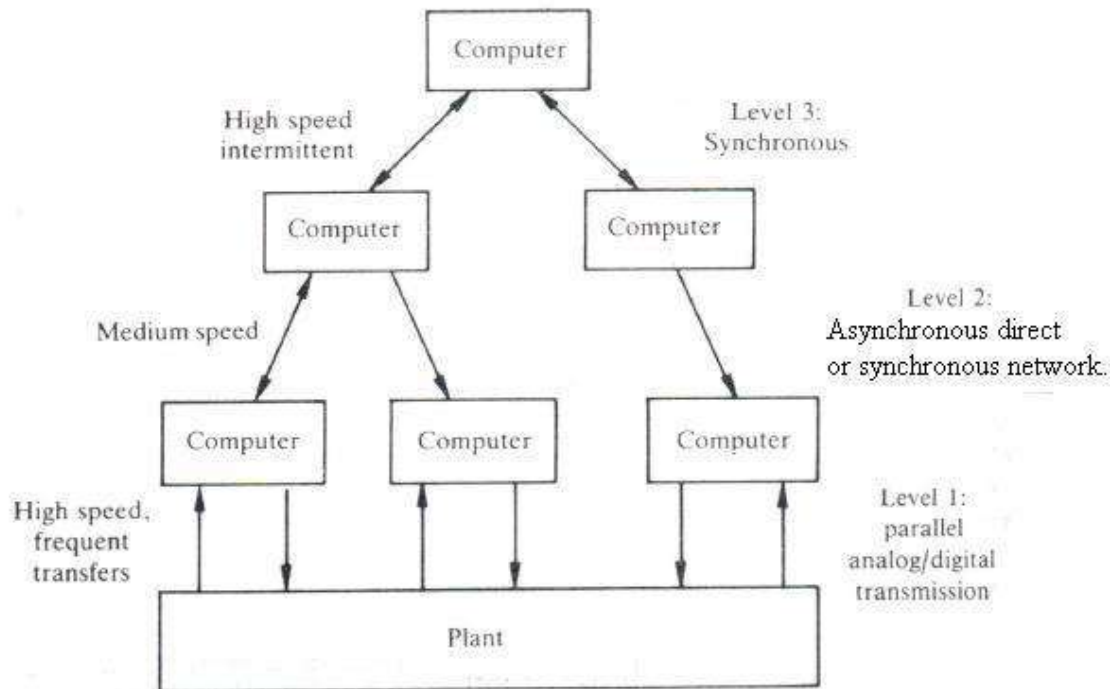 Computer
High speed
intermittent
Level 3:
Synchronous
Computer
Computer
Medium speed
Level 2:
Asynchronous direct
or synchronous network.
Computer
Computer
Computer
High speed,
frequent
transfers
Level 1:
parallel
analog/digital
transmission
Plant